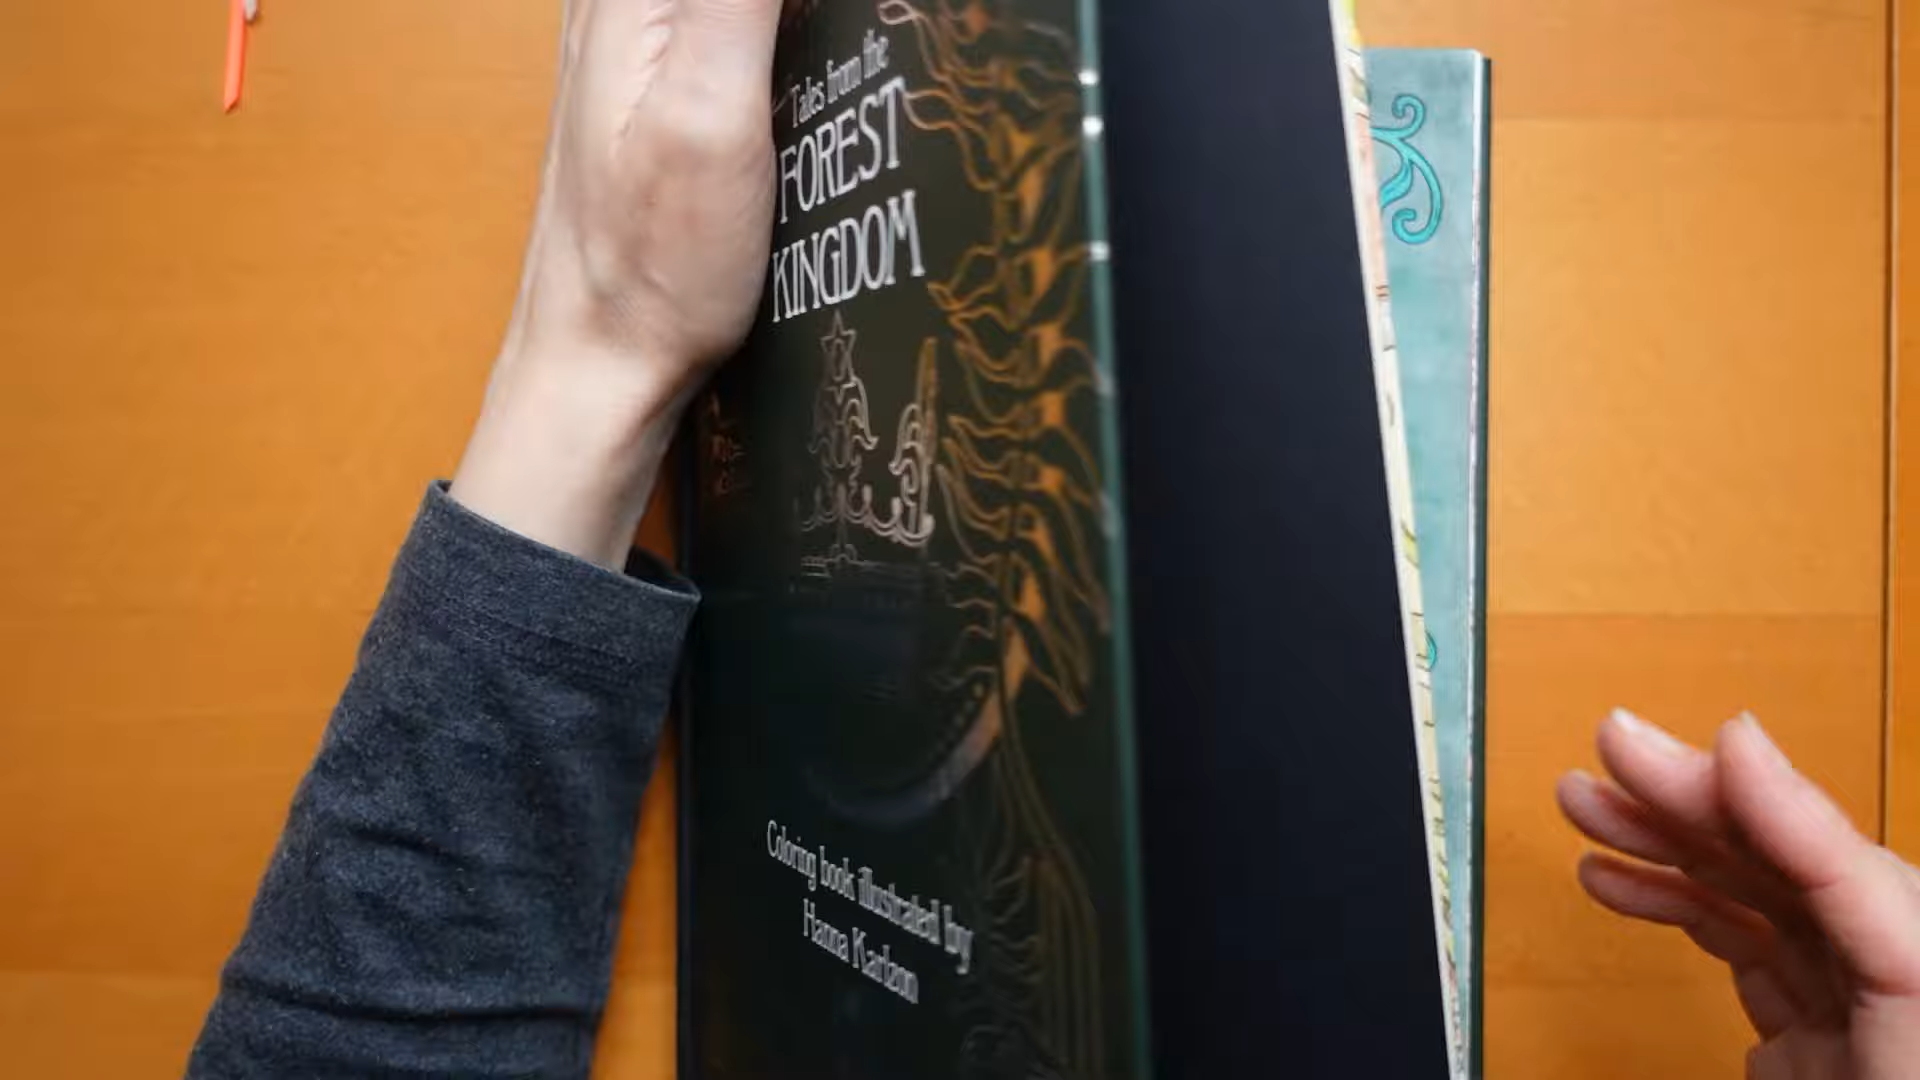 Tales from the
FOREST
KINGDOM
Coloring book illustrated by
Hanna Karlzon